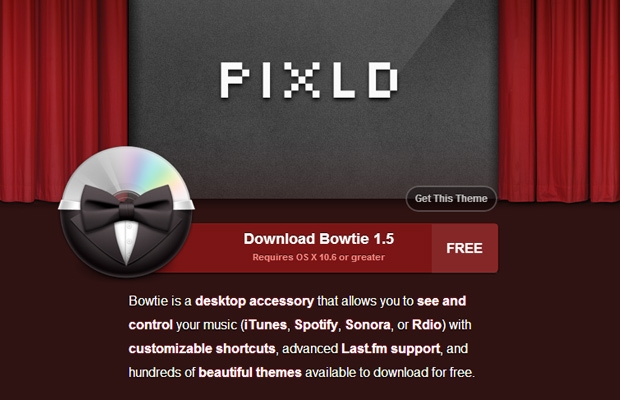 PIXLD
Get This Theme
Download Bowtie 1.5
FREE
Requires OS X 10.6 or greater
Bowtie is a desktop accessory that allows you to see and
control your music (iTunes, Spotify, Sonora, or Rdio) with
customizable shortcuts, advanced Last.fm support, and
hundreds of beautiful themes available to download for free.